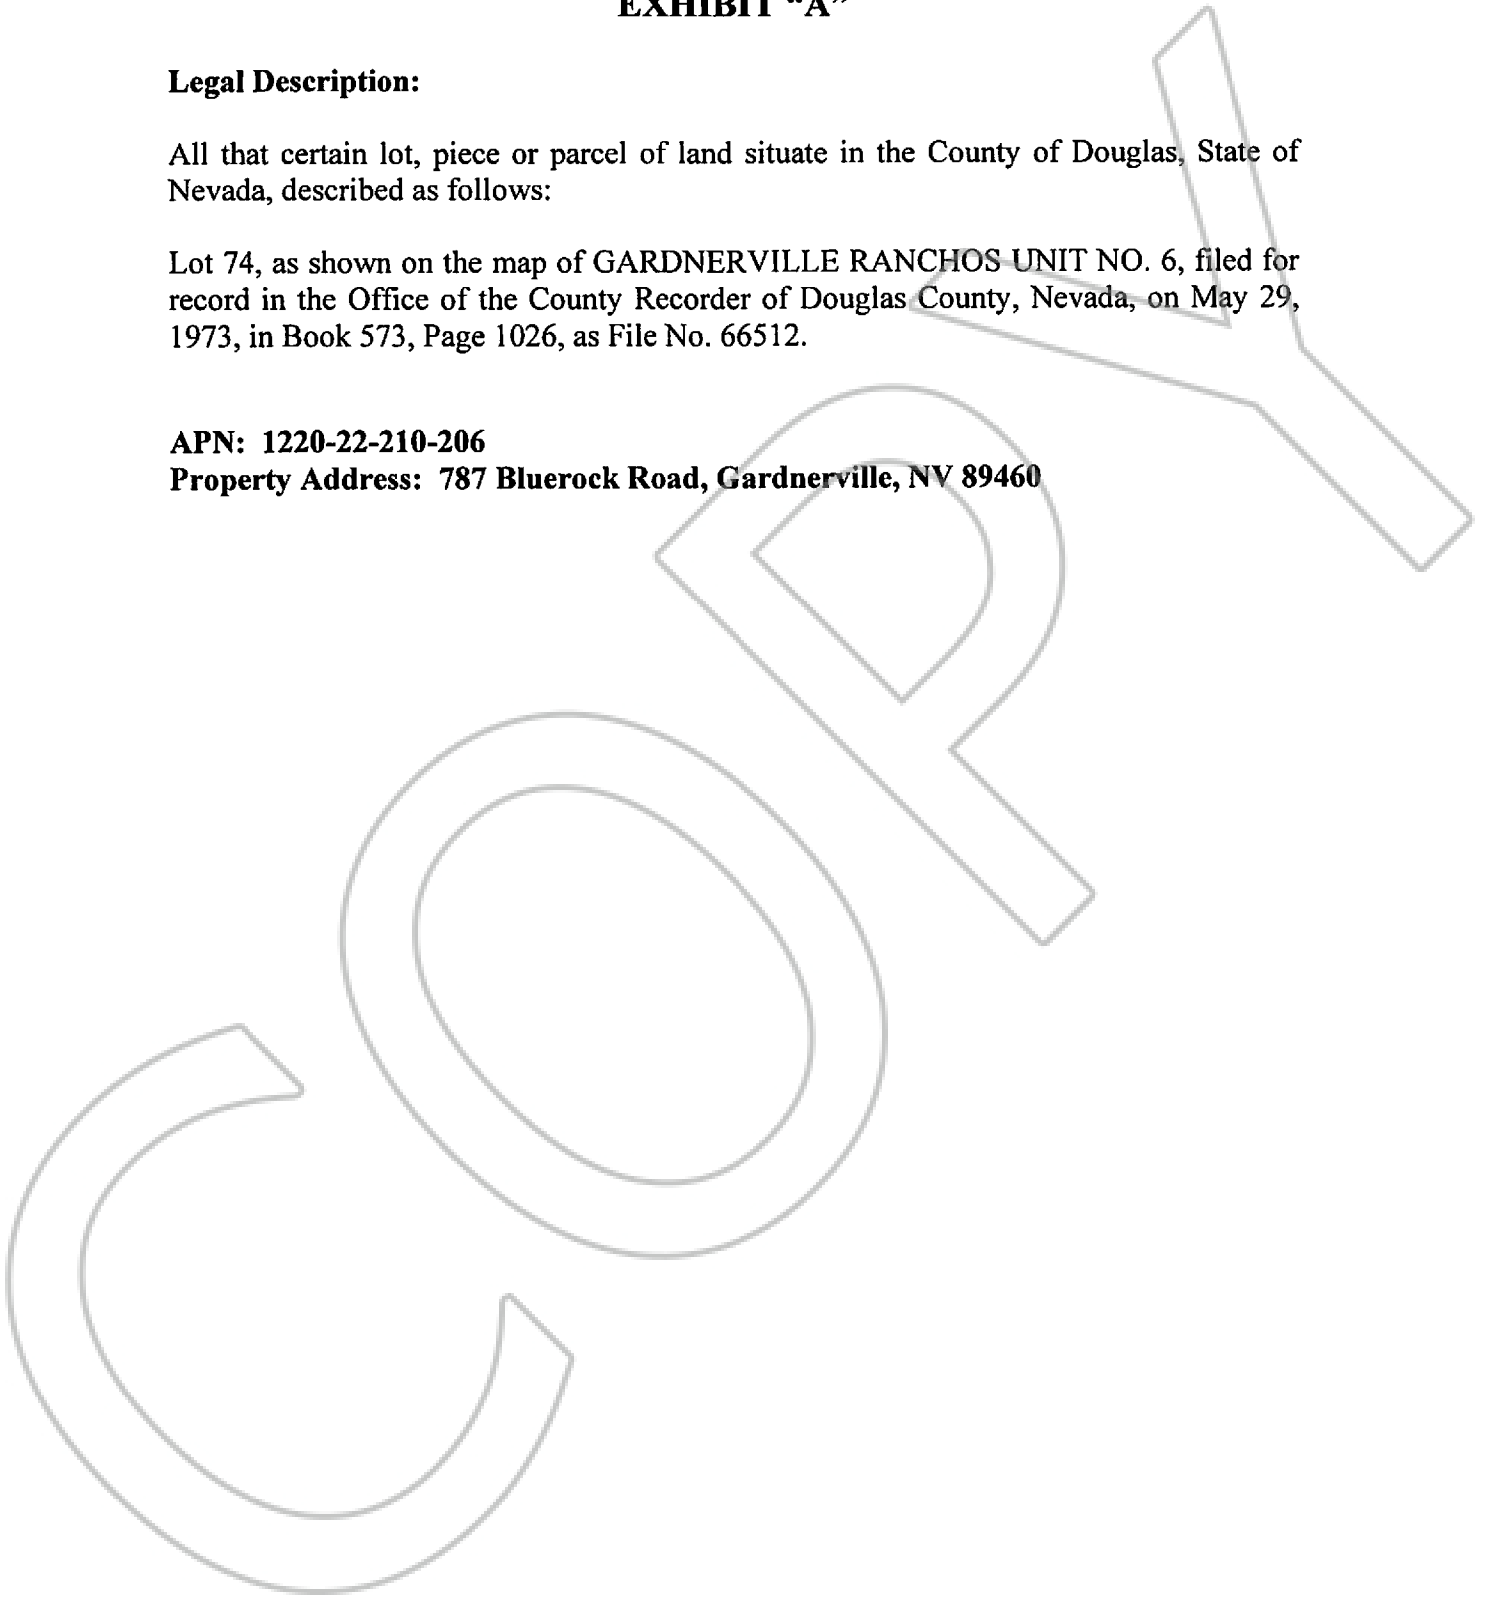 EXHIBIT “A”
Legal Description:
All that certain lot, piece or parcel of land situate in the County of Douglas, State of
Nevada, described as follows:
Lot 74, as shown on the map of GARDNERVILLE RANCHOS UNIT NO. 6, filed for
record in the Office of the County Recorder of Douglas County, Nevada, on May 29,
1973, in Book 573, Page 1026, as File No. 66512.
APN: 1220-22-210-206
Property Address: 787 Bluerock Road, Gardnerville, NV 89460
COPY